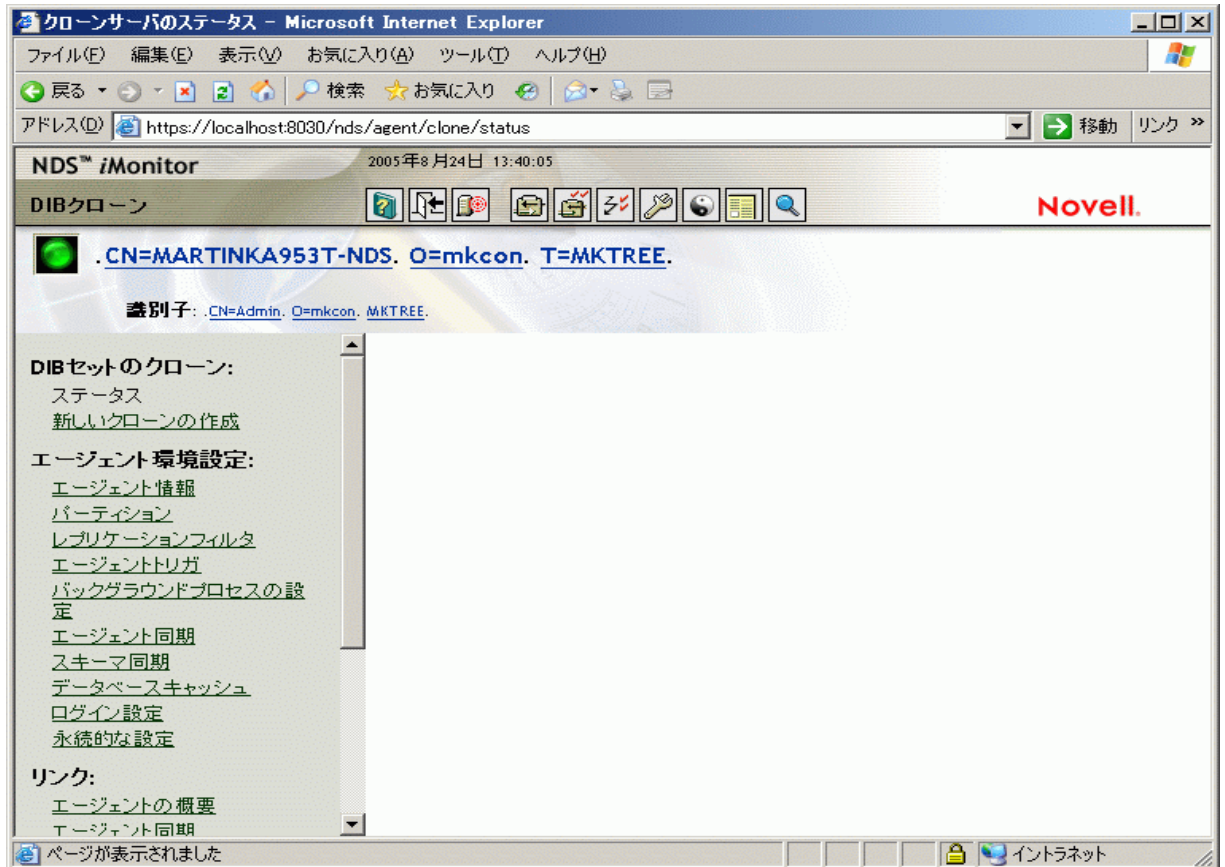 クローンサーバのステータス - Microsoft Internet Explorer
ファイル(F) 編集(E) 表示(V) お気に入り(A) ツール(T) ヘルプ(H)
戻る 検索 お気に入り
アドレス(D) https://localhost:8030/nds/agent/clone/status 移動 リンク »
NDS™ iMonitor 2005年8月24日 13:40:05
DIBクローン Novell.
.CN=MARTINKA953T-NDS. O=mkcon. T=MKTREE.
識別子: .CN=Admin. O=mkcon. MKTREE.
DIBセットのクローン:
ステータス
新しいクローンの作成
エージェント環境設定:
エージェント情報
パーティション
レプリケーションフィルタ
エージェントトリガ
バックグラウンドプロセスの設
定
エージェント同期
スキーマ同期
データベースキャッシュ
ログイン設定
永続的な設定
リンク:
エージェントの概要
エージェント同期
ページが表示されました イントラネット